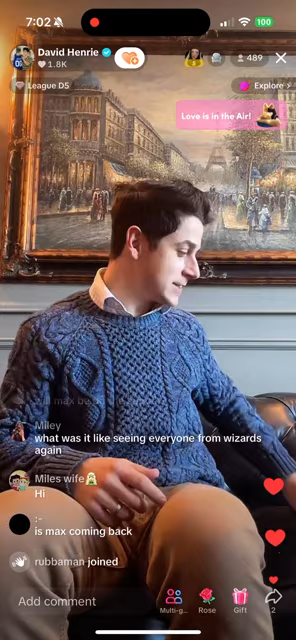 7:02
100
David Henrie
1.8K
489
League D5
Explore
Love is in the Air!
Miley
what was it like seeing everyone from wizards
again
Miles wife
Hi
:-
is max coming back
rubbaman joined
Add comment
Multi-g...
Rose
Gift
2